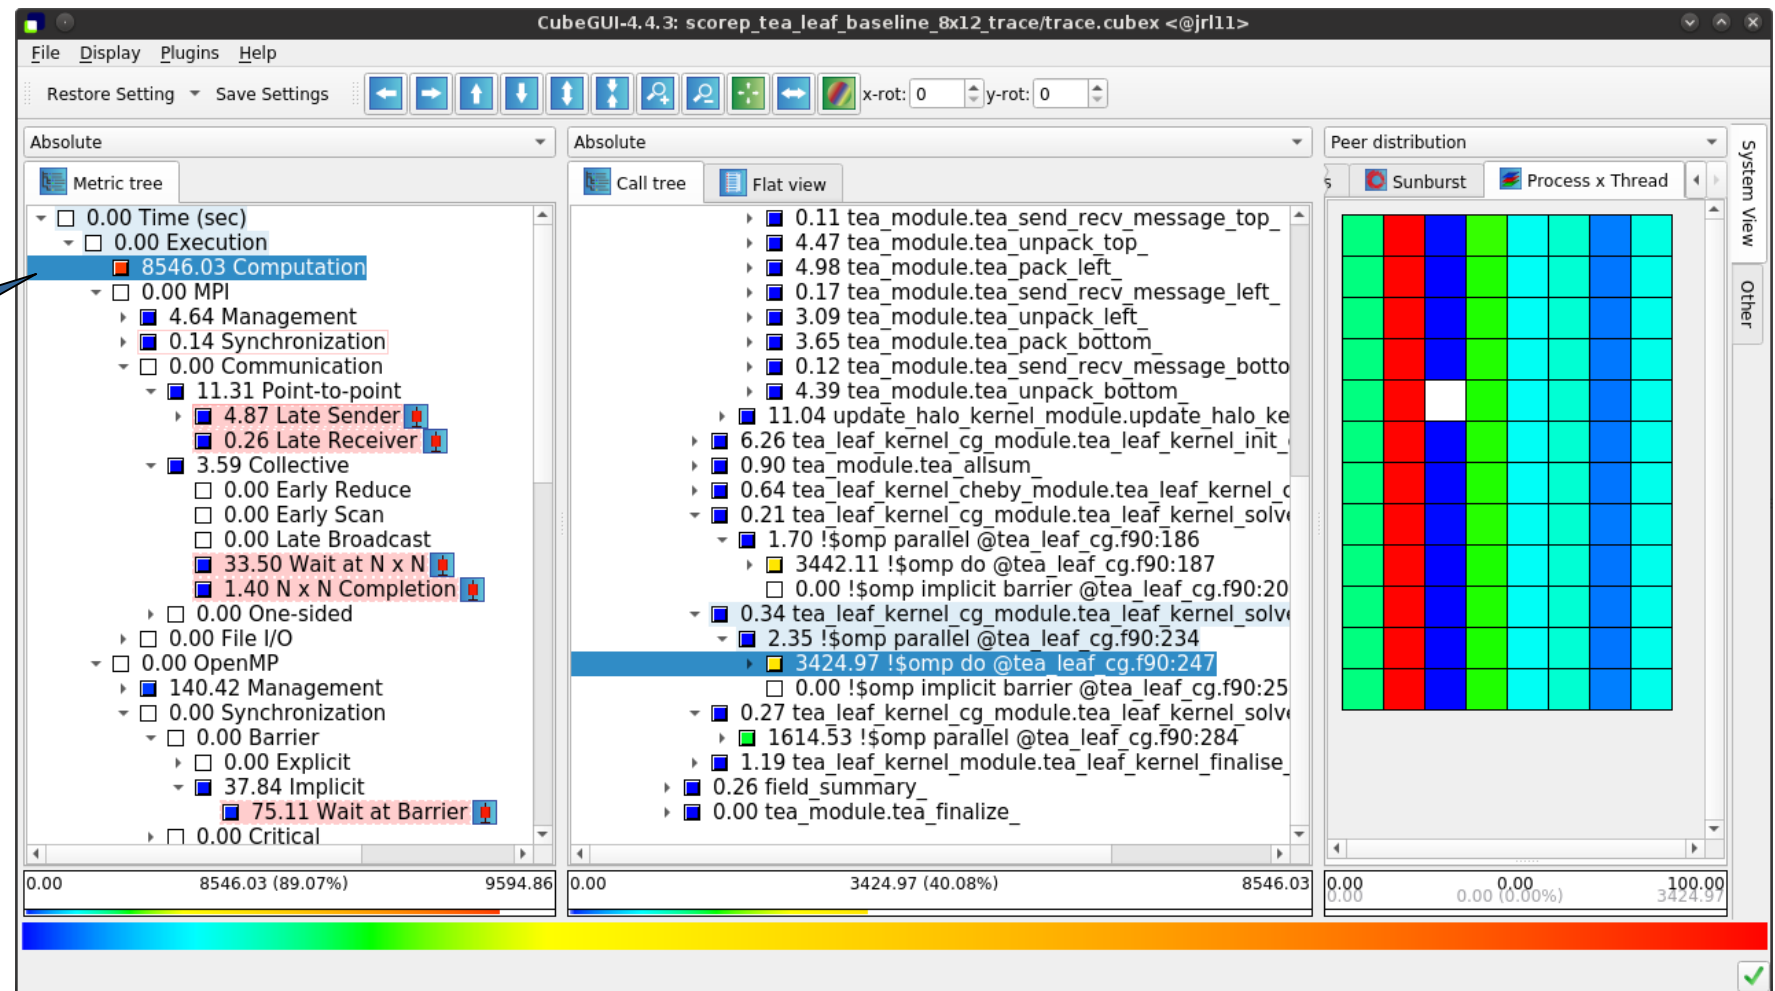 CubeGUI-4.4.3: scorep_tea_leaf_baseline_8x12_trace/trace.cubex <@jrl11>
File Display Plugins Help
Restore Setting Save Settings x-rot: 0 y-rot: 0
Absolute
Metric tree
0.00 Time (sec)
0.00 Execution
8546.03 Computation
0.00 MPI
4.64 Management
0.14 Synchronization
0.00 Communication
11.31 Point-to-point
4.87 Late Sender
0.26 Late Receiver
3.59 Collective
0.00 Early Reduce
0.00 Early Scan
0.00 Late Broadcast
33.50 Wait at N x N
1.40 N x N Completion
0.00 One-sided
0.00 File I/O
0.00 OpenMP
140.42 Management
0.00 Synchronization
0.00 Barrier
0.00 Explicit
37.84 Implicit
75.11 Wait at Barrier
0.00 Critical
0.00 8546.03 (89.07%) 9594.86
Absolute
Call tree Flat view
0.11 tea_module.tea_send_recv_message_top_
4.47 tea_module.tea_unpack_top_
4.98 tea_module.tea_pack_left_
0.17 tea_module.tea_send_recv_message_left_
3.09 tea_module.tea_unpack_left_
3.65 tea_module.tea_pack_bottom_
0.12 tea_module.tea_send_recv_message_botto
4.39 tea_module.tea_unpack_bottom_
11.04 update_halo_kernel_module.update_halo_ke
6.26 tea_leaf_kernel_cg_module.tea_leaf_kernel_init_
0.90 tea_module.tea_allsum_
0.64 tea_leaf_kernel_cheby_module.tea_leaf_kernel_c
0.21 tea_leaf_kernel_cg_module.tea_leaf_kernel_solv
1.70 !$omp parallel @tea_leaf_cg.f90:186
3442.11 !$omp do @tea_leaf_cg.f90:187
0.00 !$omp implicit barrier @tea_leaf_cg.f90:20
0.34 tea_leaf_kernel_cg_module.tea_leaf_kernel_solv
2.35 !$omp parallel @tea_leaf_cg.f90:234
3424.97 !$omp do @tea_leaf_cg.f90:247
0.00 !$omp implicit barrier @tea_leaf_cg.f90:25
0.27 tea_leaf_kernel_cg_module.tea_leaf_kernel_solv
1614.53 !$omp parallel @tea_leaf_cg.f90:284
1.19 tea_leaf_kernel_module.tea_leaf_kernel_finalise_
0.26 field_summary_
0.00 tea_module.tea_finalize_
0.00 3424.97 (40.08%) 8546.03
Peer distribution
s Sunburst Process x Thread
0.00 0.00 100.00
0.00 0.00 (0.00%) 3424.97
System View
Other